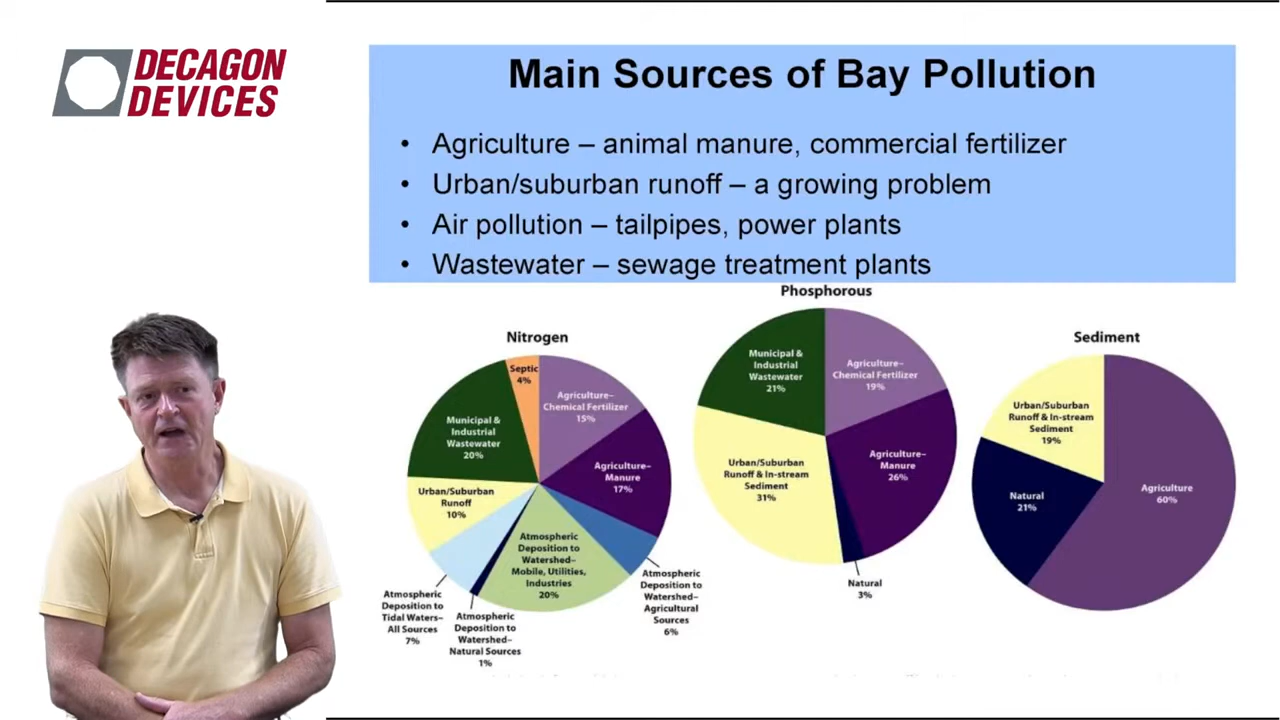 DECAGON
DEVICES
Main Sources of Bay Pollution
• Agriculture – animal manure, commercial fertilizer
• Urban/suburban runoff – a growing problem
• Air pollution – tailpipes, power plants
• Wastewater – sewage treatment plants
Nitrogen
Septic
4%
Agriculture–
Chemical Fertilizer
15%
Agriculture–
Manure
17%
Atmospheric
Deposition to
Watershed–
Agricultural
Sources
6%
Atmospheric
Deposition to
Watershed–
Mobile, Utilities,
Industries
20%
Atmospheric
Deposition to
Watershed–
Natural Sources
1%
Atmospheric
Deposition to
Tidal Waters–
All Sources
7%
Urban/Suburban
Runoff
10%
Municipal &
Industrial
Wastewater
20%
Phosphorous
Agriculture–
Chemical Fertilizer
19%
Agriculture–
Manure
26%
Natural
3%
Urban/Suburban
Runoff & In-stream
Sediment
31%
Municipal &
Industrial
Wastewater
21%
Sediment
Urban/Suburban
Runoff & In-stream
Sediment
19%
Natural
21%
Agriculture
60%